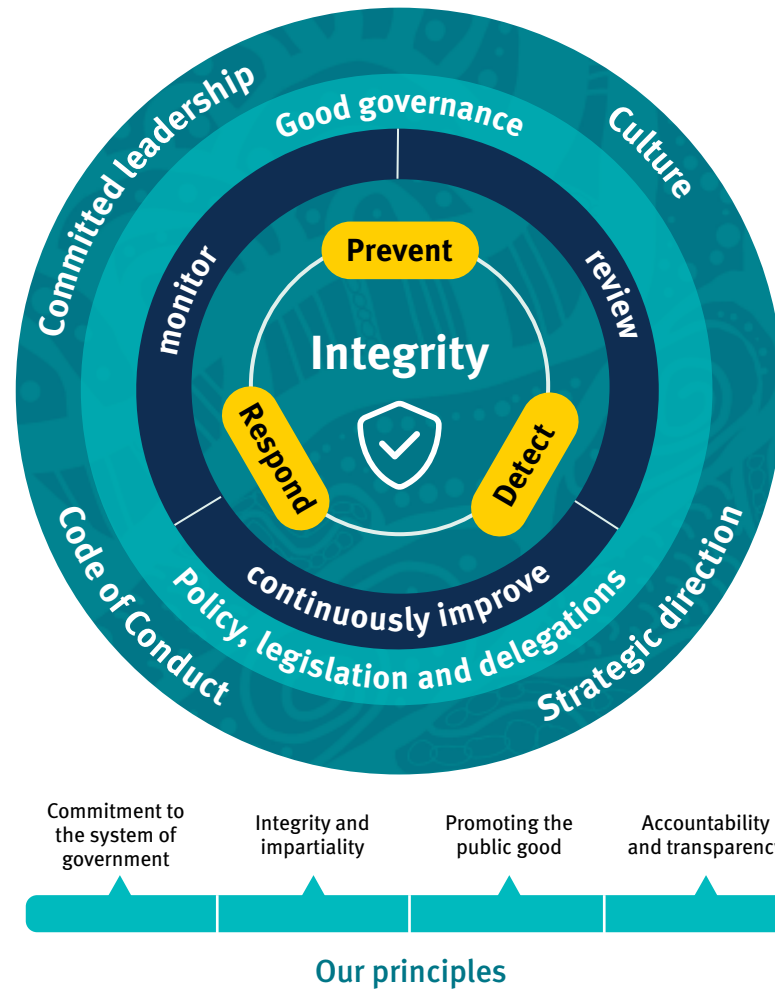 Committed leadership
Culture
Good governance
monitor
review
Prevent
Integrity
Respond
Detect
continuously improve
Policy, legislation and delegations
Code of Conduct
Strategic direction
Commitment to
the system of
government
Integrity and
impartiality
Promoting the
public good
Accountability
and transparenc
Our principles